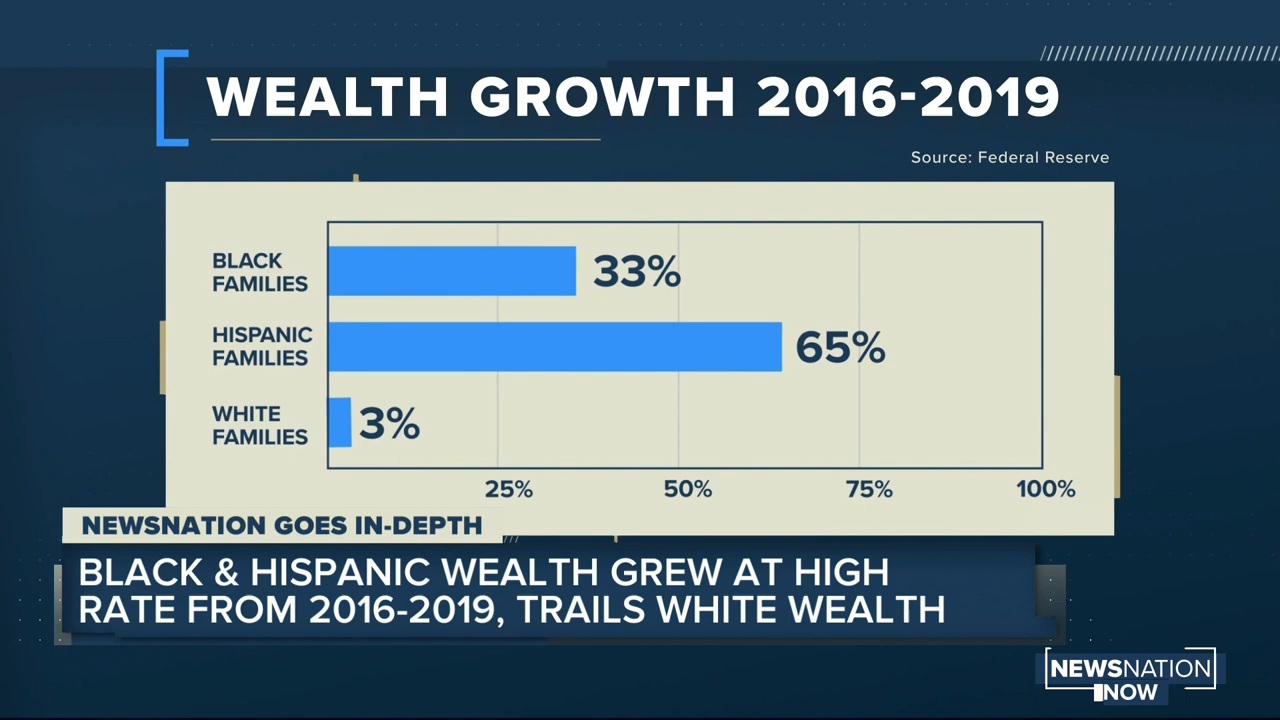 WEALTH GROWTH 2016-2019
Source: Federal Reserve
BLACK
FAMILIES
33%
HISPANIC
FAMILIES
65%
WHITE
FAMILIES
3%
25% 50% 75% 100%
NEWSNATION GOES IN-DEPTH
BLACK & HISPANIC WEALTH GREW AT HIGH
RATE FROM 2016-2019, TRAILS WHITE WEALTH
NEWSNATION
NOW